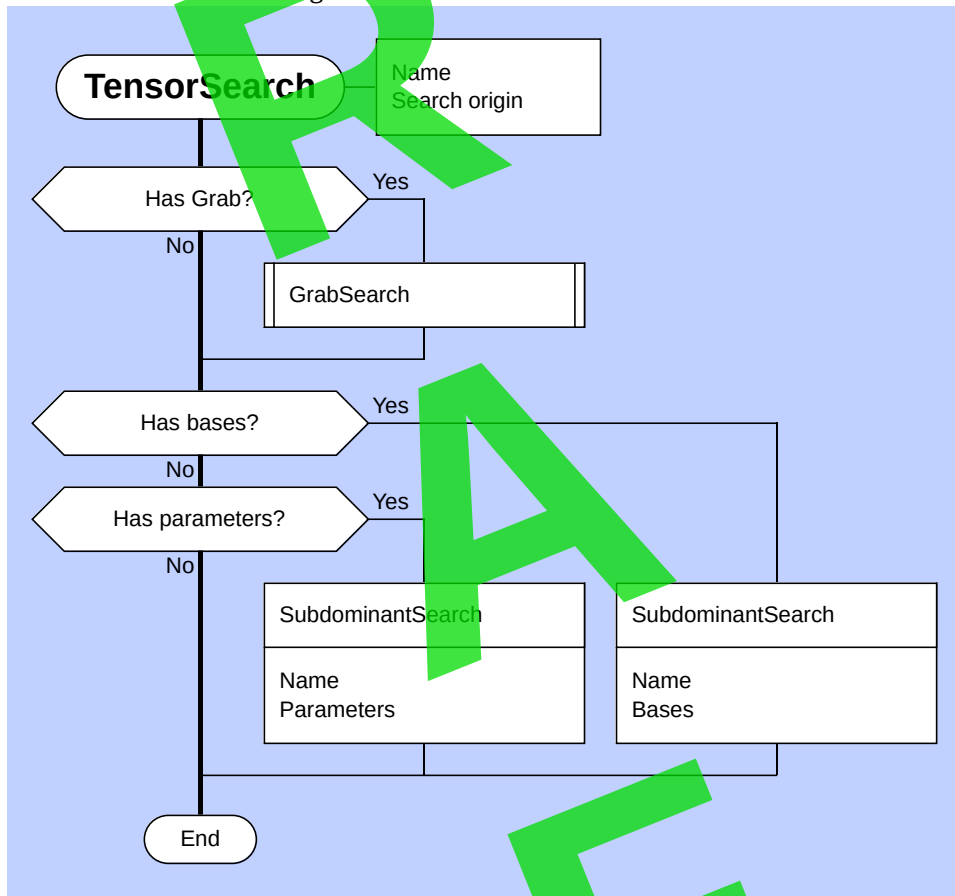 TensorSearch
Name
Search origin
Has Grab?
Yes
No
GrabSearch
Has bases?
Yes
No
Has parameters?
Yes
No
SubdominantSearch
Name
Parameters
SubdominantSearch
Name
Bases
End
R
A